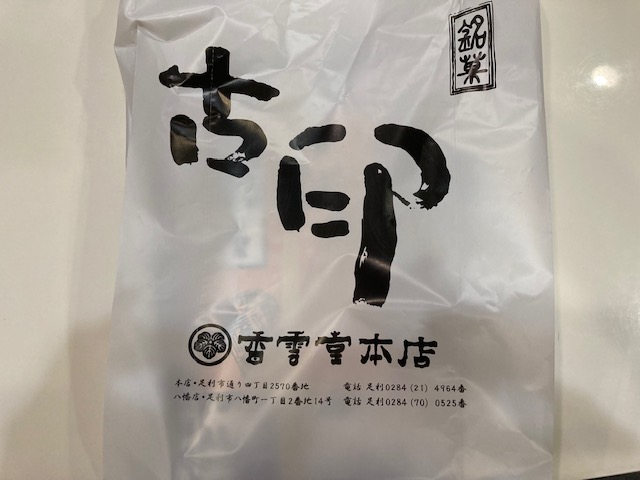 銘菓
古印
香雲堂本店
本店・足利市通り四丁目2570番地 電話 足利0284 (21) 4964番
八幡店・足利市八幡町一丁目2番地14号 電話 足利0284 (70) 0525番